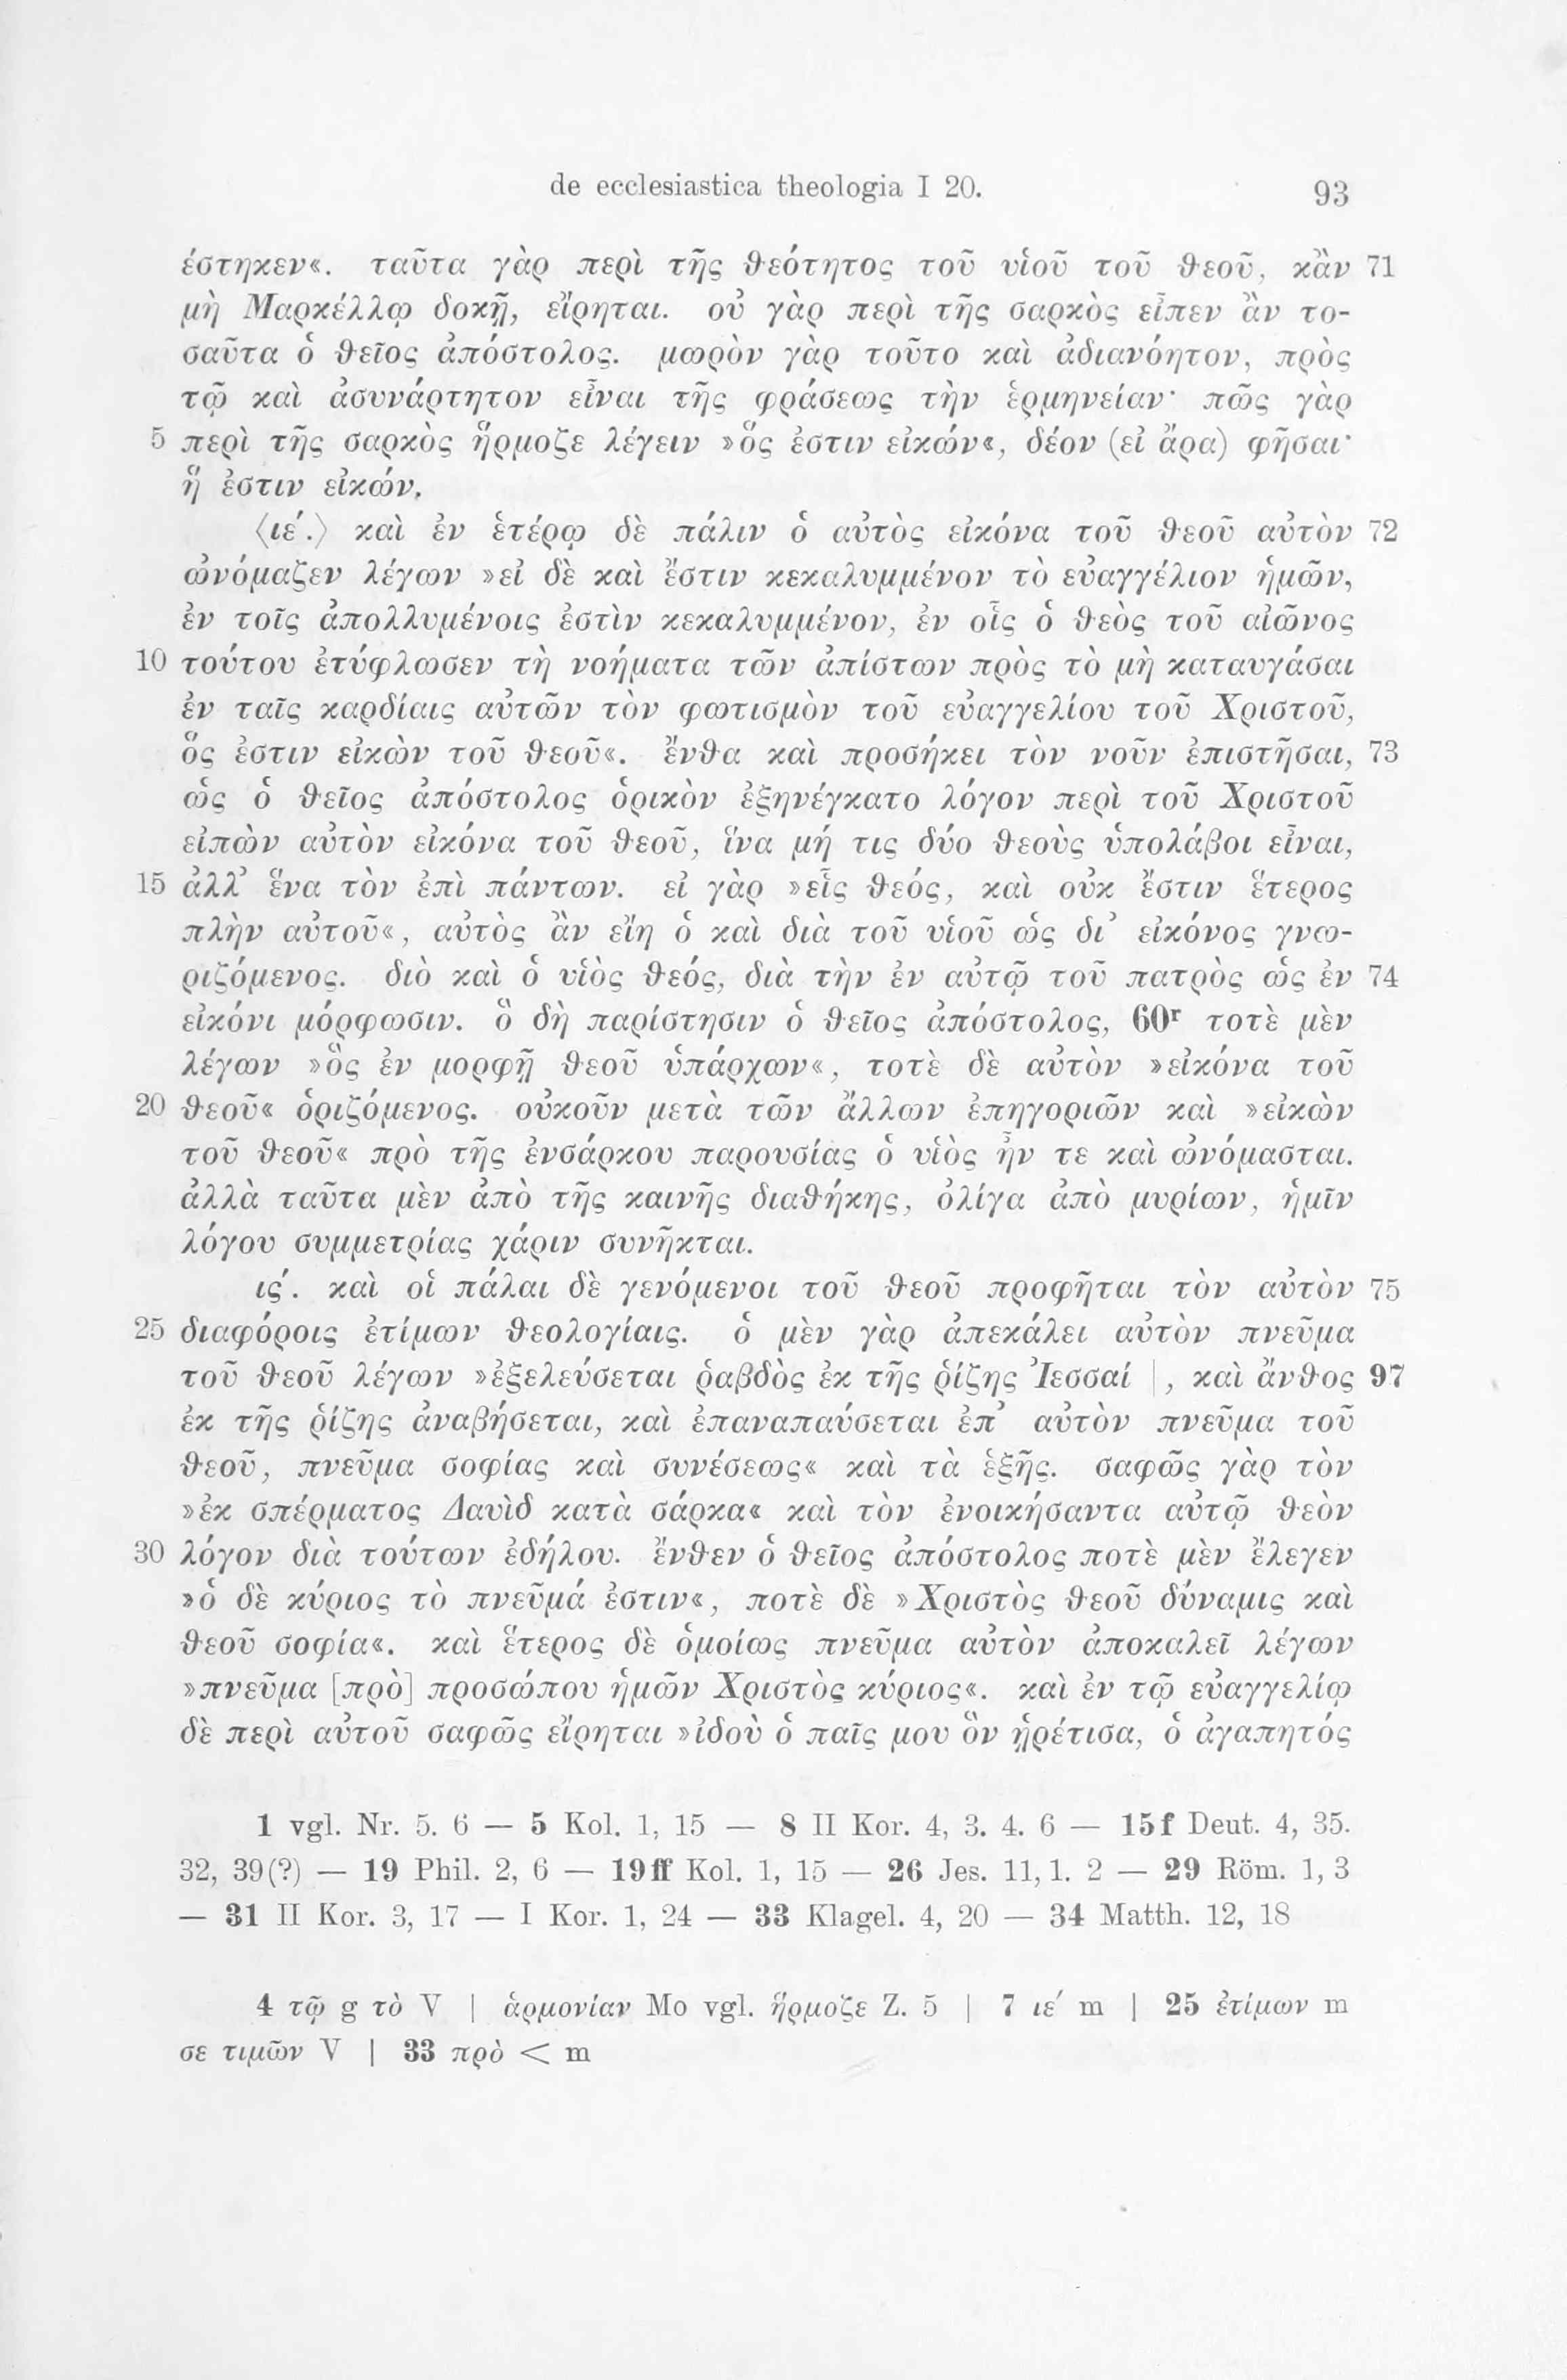 de ecclesiastica theologia I 20. 93
ἕστηκεν«. ταῦτα γὰρ περὶ τῆς θεότητος τοῦ υἱοῦ τοῦ θεοῦ, κἂν 71
μὴ Μαρκέλλῳ δοκῇ, εἴρηται. οὐ γὰρ περὶ τῆς σαρκὸς εἶπεν ἂν το-
σαῦτα ὁ θεῖος ἀπόστολος. μωρὸν γὰρ τοῦτο καὶ ἀδιανόητον, πρὸς
τῷ καὶ ἀσυνάρτητον εἶναι τῆς φράσεως τὴν ἑρμηνείαν· πῶς γὰρ
5 περὶ τῆς σαρκὸς ἥρμοζε λέγειν »ὅς ἐστιν εἰκών«, δέον (εἰ ἄρα) φῆσαι·
ἥ ἐστιν εἰκών.
⟨ιε΄.⟩ καὶ ἐν ἑτέρῳ δὲ πάλιν ὁ αὐτὸς εἰκόνα τοῦ θεοῦ αὐτὸν 72
ὠνόμαζεν λέγων »εἰ δὲ καὶ ἔστιν κεκαλυμμένον τὸ εὐαγγέλιον ἡμῶν,
ἐν τοῖς ἀπολλυμένοις ἐστὶν κεκαλυμμένον, ἐν οἷς ὁ θεὸς τοῦ αἰῶνος
10 τούτου ἐτύφλωσεν τὴ νοήματα τῶν ἀπίστων πρὸς τὸ μὴ καταυγάσαι
ἐν ταῖς καρδίαις αὐτῶν τὸν φωτισμὸν τοῦ εὐαγγελίου τοῦ Χριστοῦ,
ὅς ἐστιν εἰκὼν τοῦ θεοῦ«. ἔνθα καὶ προσήκει τὸν νοῦν ἐπιστῆσαι, 73
ὡς ὁ θεῖος ἀπόστολος ὁρικὸν ἐξηνέγκατο λόγον περὶ τοῦ Χριστοῦ
εἰπὼν αὐτὸν εἰκόνα τοῦ θεοῦ, ἵνα μή τις δύο θεοὺς ὑπολάβοι εἶναι,
15 ἀλλ᾽ ἕνα τὸν ἐπὶ πάντων. εἰ γὰρ »εἷς θεός, καὶ οὐκ ἔστιν ἕτερος
πλὴν αὐτοῦ«, αὐτὸς ἂν εἴη ὁ καὶ διὰ τοῦ υἱοῦ ὡς δι᾽ εἰκόνος γνω-
ριζόμενος. διὸ καὶ ὁ υἱὸς θεός, διὰ τὴν ἐν αὐτῷ τοῦ πατρὸς ὡς ἐν 74
εἰκόνι μόρφωσιν. ὃ δὴ παρίστησιν ὁ θεῖος ἀπόστολος, 60r τοτὲ μὲν
λέγων »ὃς ἐν μορφῇ θεοῦ ὑπάρχων«, τοτὲ δὲ αὐτὸν »εἰκόνα τοῦ
20 θεοῦ« ὁριζόμενος. οὐκοῦν μετὰ τῶν ἄλλων ἐπηγοριῶν καὶ »εἰκὼν
τοῦ θεοῦ« πρὸ τῆς ἐνσάρκου παρουσίας ὁ υἱὸς ἦν τε καὶ ὠνόμασται.
ἀλλὰ ταῦτα μὲν ἀπὸ τῆς καινῆς διαθήκης, ὀλίγα ἀπὸ μυρίων, ἡμῖν
λόγου συμμετρίας χάριν συνῆκται.
ις΄. καὶ οἱ πάλαι δὲ γενόμενοι τοῦ θεοῦ προφῆται τὸν αὐτὸν 75
25 διαφόροις ἐτίμων θεολογίαις. ὁ μὲν γὰρ ἀπεκάλει αὐτὸν πνεῦμα
τοῦ θεοῦ λέγων »ἐξελεύσεται ῥαβδὸς ἐκ τῆς ῥίζης Ἰεσσαί |, καὶ ἄνθος 97
ἐκ τῆς ῥίζης ἀναβήσεται, καὶ ἐπαναπαύσεται ἐπ᾽ αὐτὸν πνεῦμα τοῦ
θεοῦ, πνεῦμα σοφίας καὶ συνέσεως« καὶ τὰ ἑξῆς. σαφῶς γὰρ τὸν
»ἐκ σπέρματος Δαυὶδ κατὰ σάρκα« καὶ τὸν ἐνοικήσαντα αὐτῷ θεὸν
30 λόγον διὰ τούτων ἐδήλου. ἔνθεν ὁ θεῖος ἀπόστολος ποτὲ μὲν ἔλεγεν
»ὁ δὲ κύριος τὸ πνεῦμά ἐστιν«, ποτὲ δὲ »Χριστὸς θεοῦ δύναμις καὶ
θεοῦ σοφία«. καὶ ἕτερος δὲ ὁμοίως πνεῦμα αὐτὸν ἀποκαλεῖ λέγων
»πνεῦμα [πρὸ] προσώπου ἡμῶν Χριστὸς κύριος«. καὶ ἐν τῷ εὐαγγελίῳ
δὲ περὶ αὐτοῦ σαφῶς εἴρηται »ἰδοὺ ὁ παῖς μου ὃν ᾑρέτισα, ὁ ἀγαπητός
1 vgl. Nr. 5. 6 — 5 Kol. 1, 15 — 8 II Kor. 4, 3. 4. 6 — 15f Deut. 4, 35.
32, 39(?) — 19 Phil. 2, 6 — 19ff Kol. 1, 15 — 26 Jes. 11, 1. 2 — 29 Röm. 1, 3
— 31 II Kor. 3, 17 — I Kor. 1, 24 — 33 Klagel. 4, 20 — 34 Matth. 12, 18
4 τῷ g τὸ V | ἁρμονίαν Mo vgl. ἥρμοζε Z. 5 | 7 ιε΄ m | 25 ἐτίμων m
σε τιμῶν V | 33 πρὸ < m